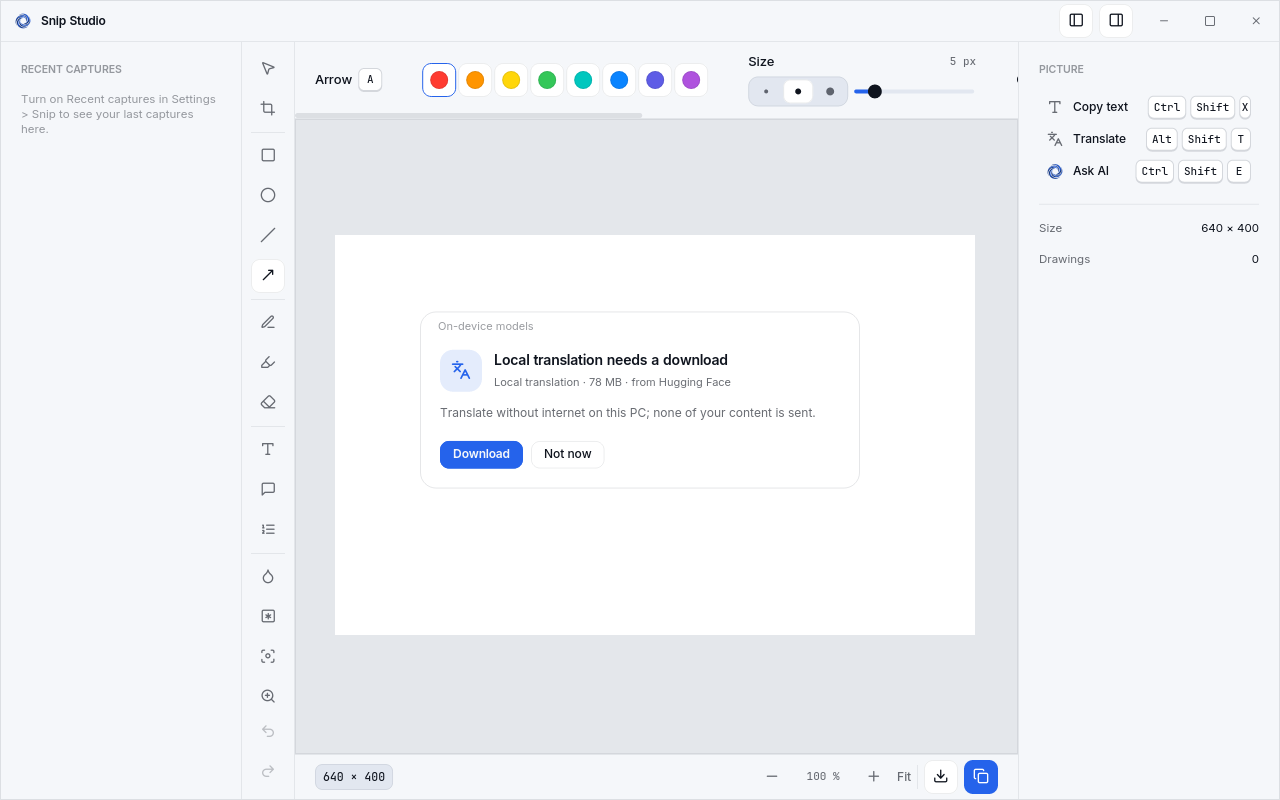 Snip Studio
RECENT CAPTURES
Turn on Recent captures in Settings
> Snip to see your last captures
here.
Arrow A
Size 5 px
On-device models
Local translation needs a download
Local translation · 78 MB · from Hugging Face
Translate without internet on this PC; none of your content is sent.
Download Not now
640 × 400
100 %
Fit
PICTURE
Copy text Ctrl Shift X
Translate Alt Shift T
Ask AI Ctrl Shift E
Size 640 × 400
Drawings 0